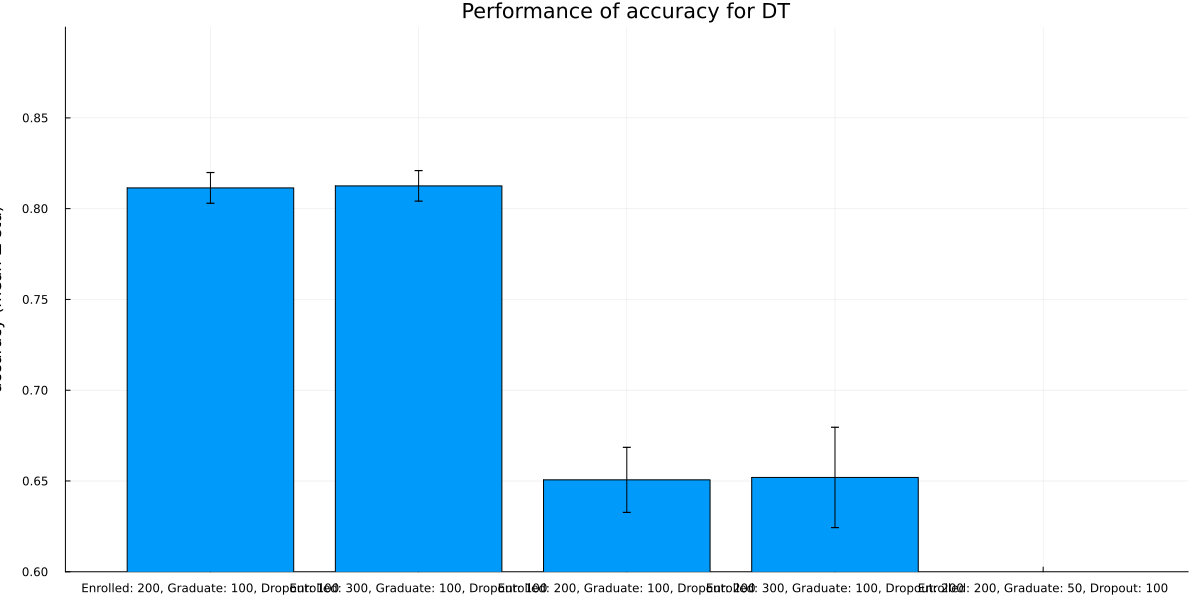 Performance of accuracy for DT
0.85
0.80
0.75
0.70
0.65
0.60
Enrolled: 200, Graduate: 100, Dropout: 100
Enrolled: 300, Graduate: 100, Dropout: 100
Enrolled: 200, Graduate: 100, Dropout: 200
Enrolled: 300, Graduate: 100, Dropout: 200
Enrolled: 200, Graduate: 50, Dropout: 100